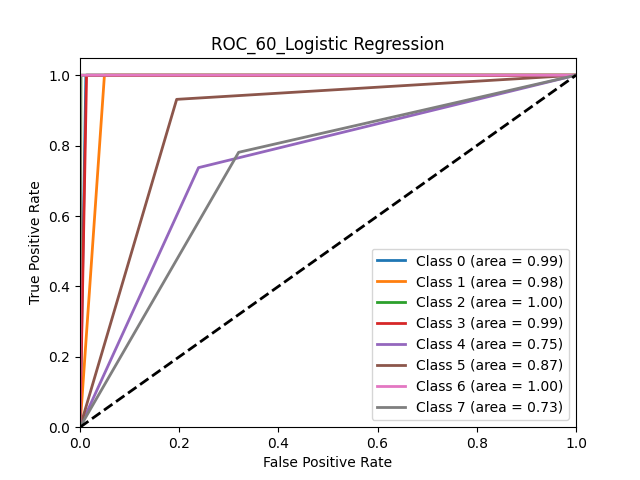 ROC_60_Logistic Regression
True Positive Rate
1.0
0.8
0.6
0.4
0.2
0.0
Class 0 (area = 0.99)
Class 1 (area = 0.98)
Class 2 (area = 1.00)
Class 3 (area = 0.99)
Class 4 (area = 0.75)
Class 5 (area = 0.87)
Class 6 (area = 1.00)
Class 7 (area = 0.73)
0.0 0.2 0.4 0.6 0.8 1.0
False Positive Rate